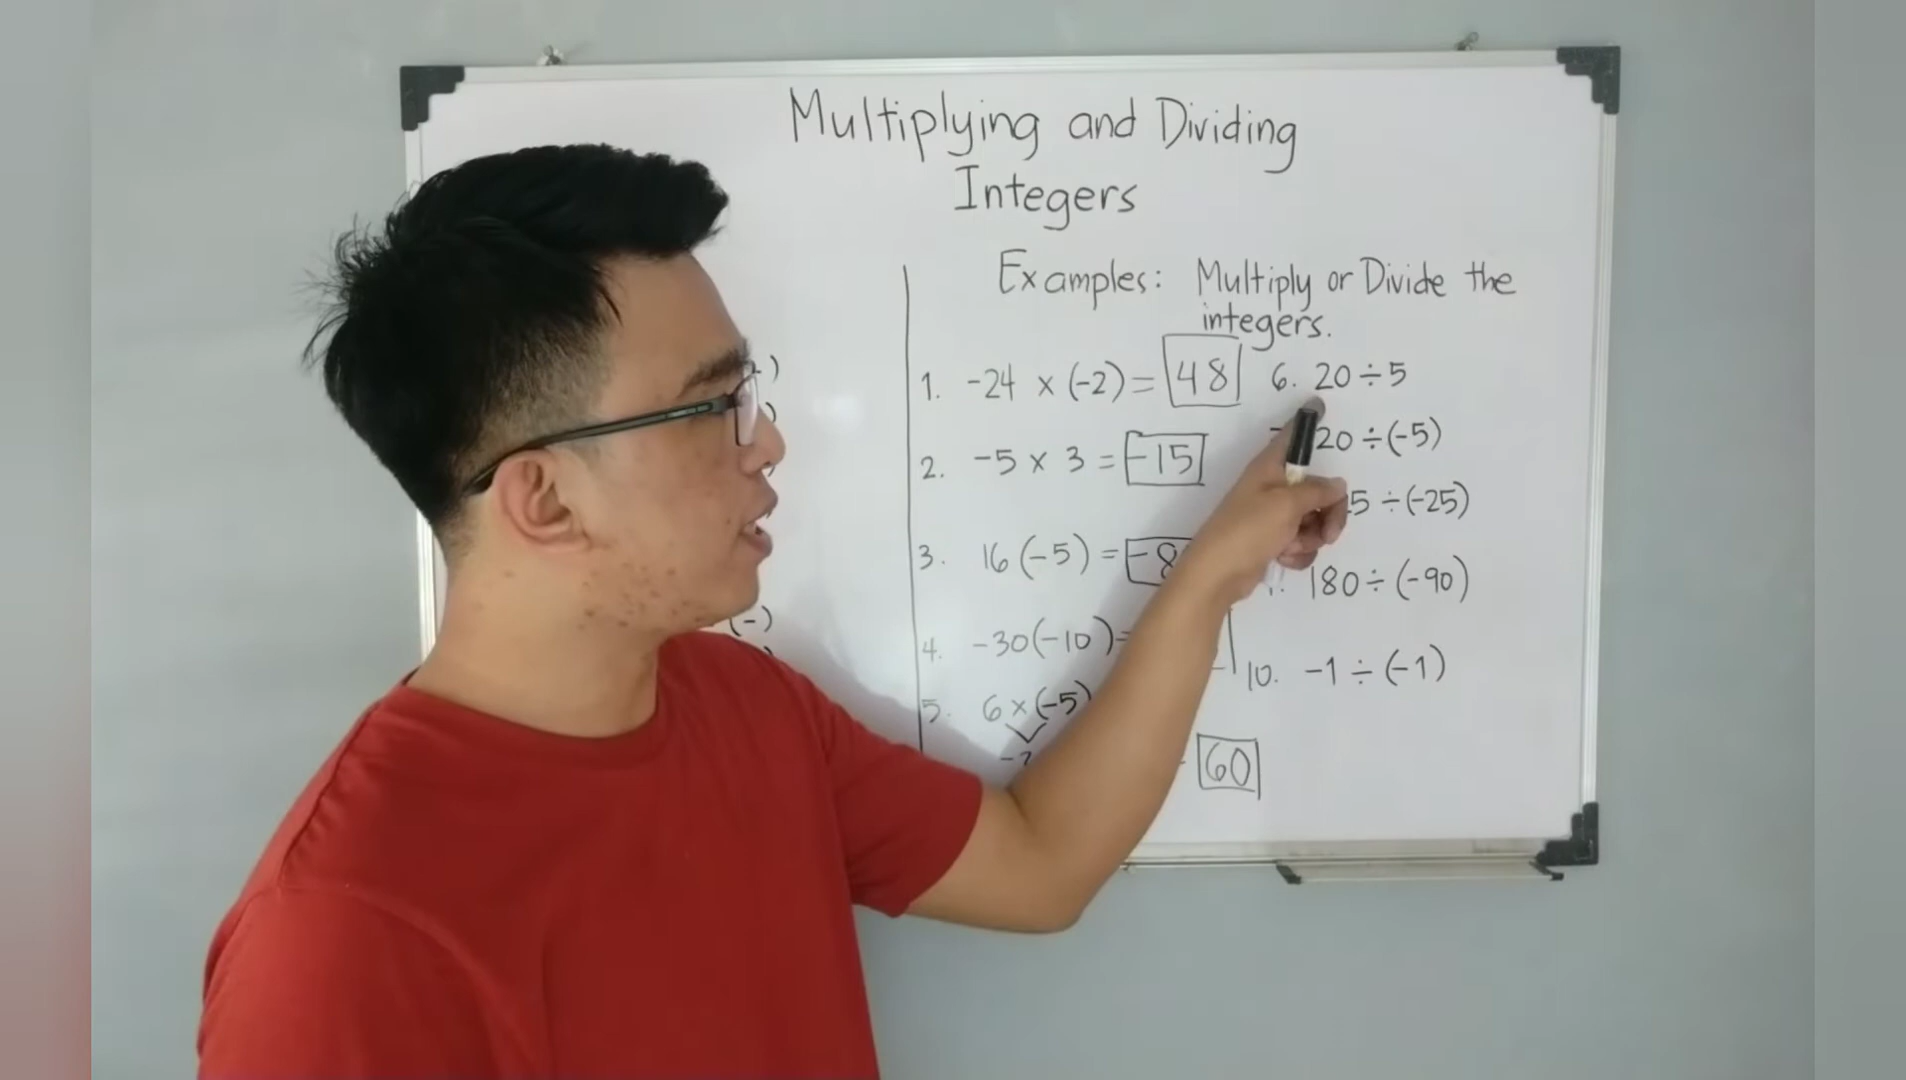 Multiplying and Dividing
Integers
Examples: Multiply or Divide the
integers.
1. -24 x (-2) = 48
2. -5 x 3 = -15
3. 16 (-5) = -8
4. -30(-10) =
5. 6 x (-5)
60
6. 20 ÷ 5
20 ÷ (-5)
5 ÷ (-25)
180 ÷ (-90)
10. -1 ÷ (-1)
(-)